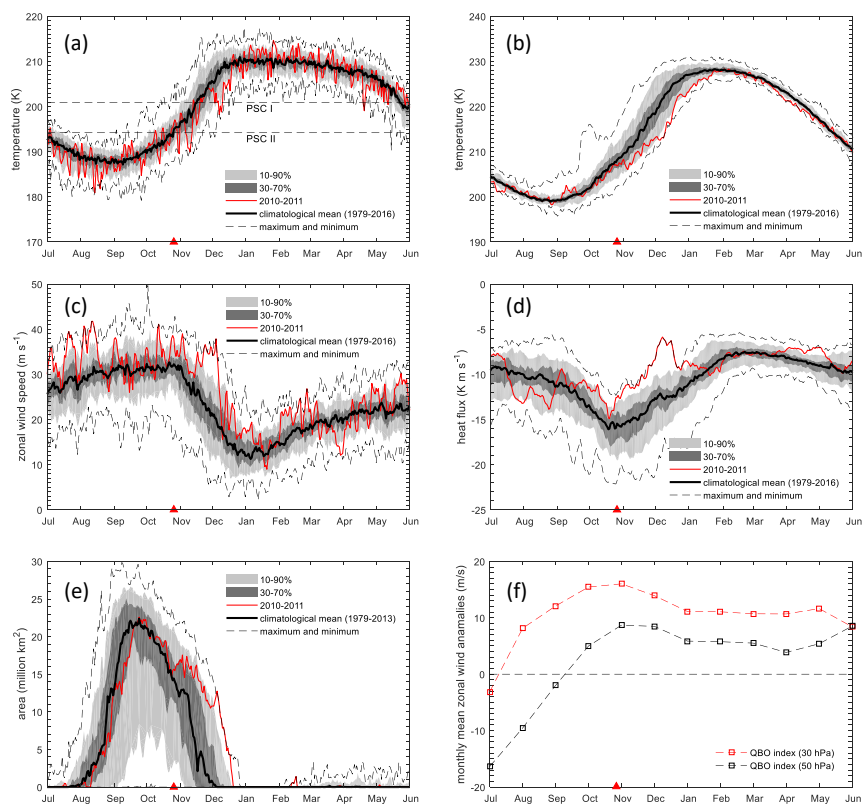 (a)
220
210
200
190
180
170
temperature (K)
PSC I
PSC II
10-90%
30-70%
2010-2011
climatological mean (1979-2016)
maximum and minimum
Jul Aug Sep Oct Nov Dec Jan Feb Mar Apr May Jun
(b)
240
230
220
210
200
190
temperature (K)
10-90%
30-70%
2010-2011
climatological mean (1979-2016)
maximum and minimum
Jul Aug Sep Oct Nov Dec Jan Feb Mar Apr May Jun
(c)
50
40
30
20
10
0
zonal wind speed (m s⁻¹)
10-90%
30-70%
2010-2011
climatological mean (1979-2016)
maximum and minimum
Jul Aug Sep Oct Nov Dec Jan Feb Mar Apr May Jun
(d)
0
-5
-10
-15
-20
-25
heat flux (K m s⁻¹)
10-90%
30-70%
2010-2011
climatological mean (1979-2016)
maximum and minimum
Jul Aug Sep Oct Nov Dec Jan Feb Mar Apr May Jun
(e)
30
25
20
15
10
5
0
area (million km²)
10-90%
30-70%
2010-2011
climatological mean (1979-2013)
maximum and minimum
Jul Aug Sep Oct Nov Dec Jan Feb Mar Apr May Jun
(f)
20
10
0
-10
-20
monthly mean zonal wind anamalies (m/s)
QBO index (30 hPa)
QBO index (50 hPa)
Jul Aug Sep Oct Nov Dec Jan Feb Mar Apr May Jun